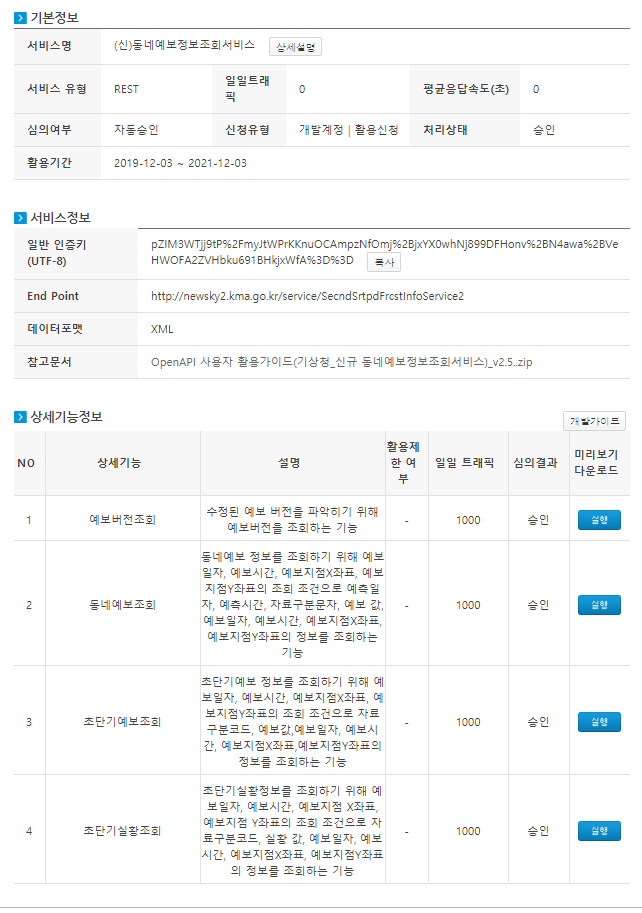 기본정보
서비스명 (신)동네예보정보조회서비스 상세설명
서비스 유형 REST 일일트래픽 0 평균응답속도(초) 0
심의여부 자동승인 신청유형 개발계정 | 활용신청 처리상태 승인
활용기간 2019-12-03 ~ 2021-12-03
서비스정보
일반 인증키
(UTF-8)
pZIM3WTjj9tP%2FmyJtWPrKKnuOCAmpzNfOmj%2BjxYX0whNj899DFHonv%2BN4awa%2BVe
HWOFA2ZVHbku691BHkjxWfA%3D%3D 복사
End Point http://newsky2.kma.go.kr/service/SecndSrtpdFrcstInfoService2
데이터포맷 XML
참고문서 OpenAPI 사용자 활용가이드(기상청_신규 동네예보정보조회서비스)_v2.5..zip
상세기능정보
개발가이드
NO 상세기능 설명 활용제한 여부 일일 트래픽 심의결과 미리보기 다운로드
1 예보버전조회
수정된 예보 버전을 파악하기 위해
예보버전을 조회하는 기능
- 1000 승인 실행
2 동네예보조회
동네예보 정보를 조회하기 위해 예보
일자, 예보시간, 예보지점X좌표, 예보
지점Y좌표의 조회 조건으로 예측일
자, 예측시간, 자료구분문자, 예보 값,
예보일자, 예보시간, 예보지점X좌표,
예보지점Y좌표의 정보를 조회하는
기능
- 1000 승인 실행
3 초단기예보조회
초단기예보 정보를 조회하기 위해 예
보일자, 예보시간, 예보지점X좌표, 예
보지점Y좌표의 조회 조건으로 자료
구분코드, 예보값,예보일자, 예보시
간, 예보지점X좌표,예보지점Y좌표의
정보를 조회하는 기능
- 1000 승인 실행
4 초단기실황조회
초단기실황정보를 조회하기 위해 예
보일자, 예보시간, 예보지점 X좌표,
예보지점 Y좌표의 조회 조건으로 자
료구분코드, 실황 값, 예보일자, 예보
시간, 예보지점X좌표, 예보지점Y좌표
의 정보를 조회하는 기능
- 1000 승인 실행